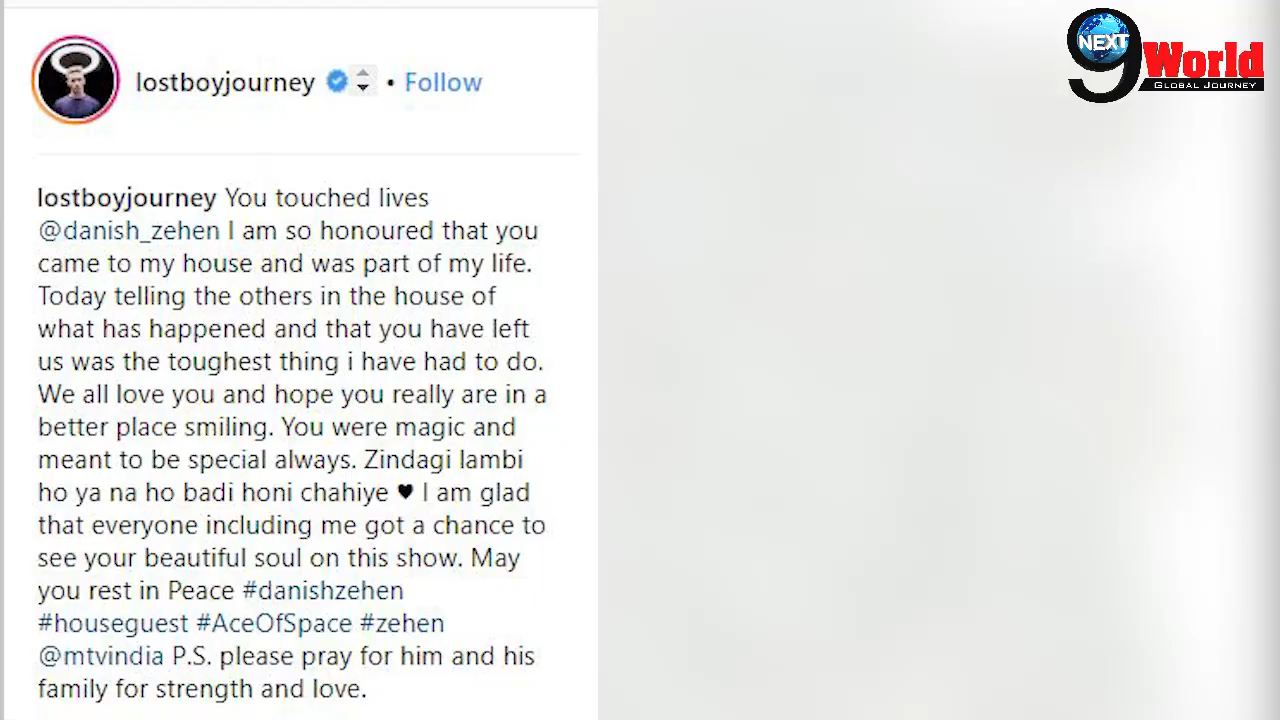 lostboyjourney • Follow
lostboyjourney You touched lives
@danish_zehen I am so honoured that you
came to my house and was part of my life.
Today telling the others in the house of
what has happened and that you have left
us was the toughest thing i have had to do.
We all love you and hope you really are in a
better place smiling. You were magic and
meant to be special always. Zindagi lambi
ho ya na ho badi honi chahiye ♥ I am glad
that everyone including me got a chance to
see your beautiful soul on this show. May
you rest in Peace #danishzehen
#houseguest #AceOfSpace #zehen
@mtvindia P.S. please pray for him and his
family for strength and love.
NEXT
9 World
GLOBAL JOURNEY